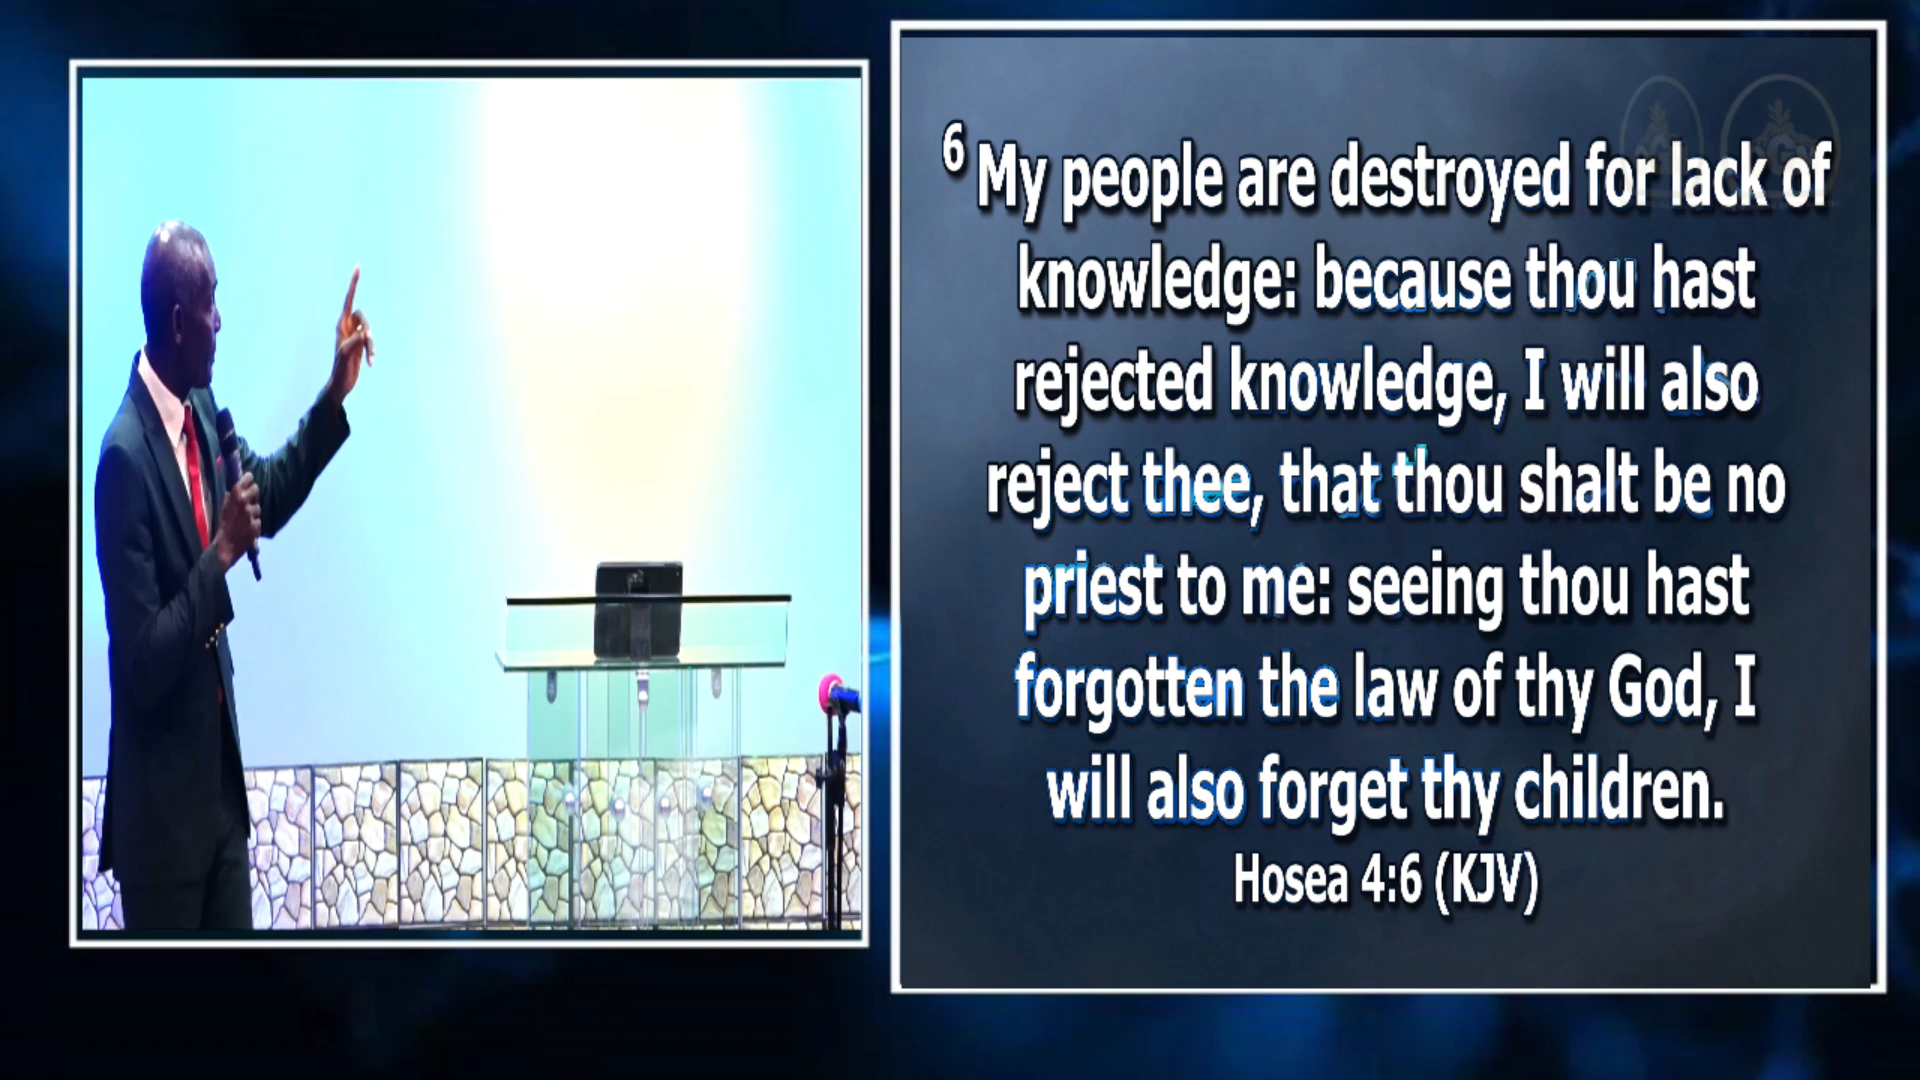 6 My people are destroyed for lack of
knowledge: because thou hast
rejected knowledge, I will also
reject thee, that thou shalt be no
priest to me: seeing thou hast
forgotten the law of thy God, I
will also forget thy children.
Hosea 4:6 (KJV)